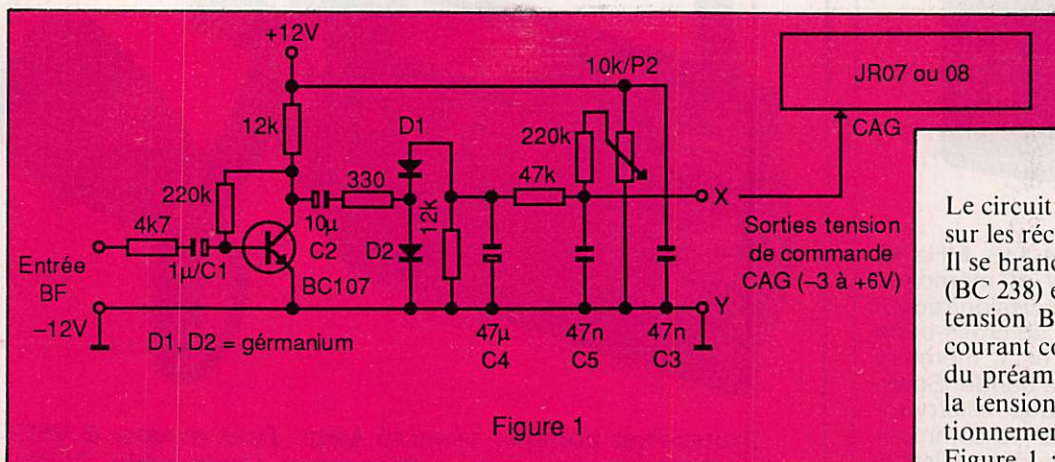 +12V
10k/P2
JR07 ou 08
CAG
12k
D1
220k
220k
330
47k
4k7
12k
X
10µ
C2
D2
1µ/C1
Entrée
BF
BC107
Sorties tension
de commande
CAG (–3 à +6V)
–12V
Y
D1, D2 = gérmanium
47µ
C4
47n
C5
47n
C3
Figure 1
Le circuit
sur les réc
Il se branc
(BC 238) e
tension B
courant co
du préam
la tension
tionnemen
Figure 1 :